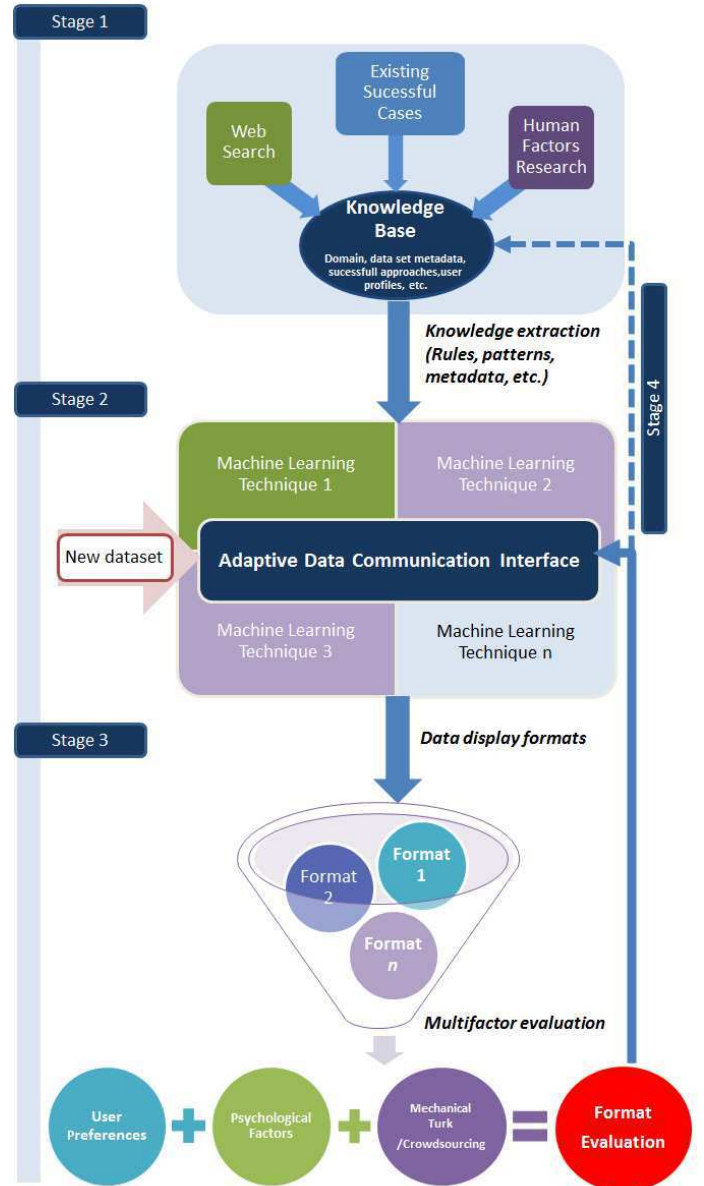 Stage 1
Existing
Sucessful
Cases
Web
Search
Human
Factors
Research
Knowledge
Base
Domain, data set metadata,
sucessfull approaches,user
profiles, etc.
Knowledge extraction
(Rules, patterns,
metadata, etc.)
Stage 2
Stage 4
Machine Learning
Technique 1
Machine Learning
Technique 2
New dataset
Adaptive Data Communication Interface
Machine Learning
Technique 3
Machine Learning
Technique n
Stage 3
Data display formats
Format
1
Format
2
Format
n
Multifactor evaluation
User
Preferences
Psychological
Factors
Mechanical
Turk
/Crowdsourcing
Format
Evaluation